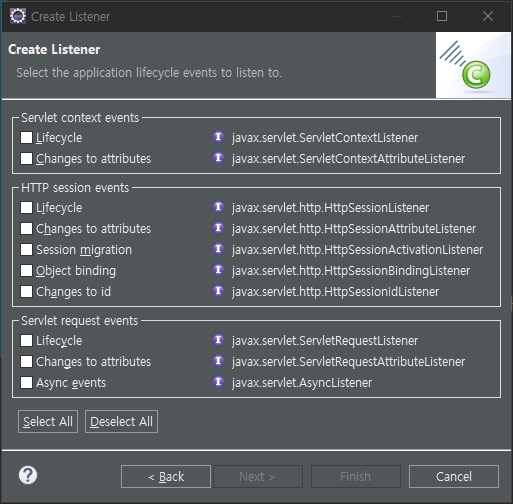 Create Listener
Create Listener
Select the application lifecycle events to listen to.
C
Servlet context events
Lifecycle
I javax.servlet.ServletContextListener
Changes to attributes
I javax.servlet.ServletContextAttributeListener
HTTP session events
Lifecycle
I javax.servlet.http.HttpSessionListener
Changes to attributes
I javax.servlet.http.HttpSessionAttributeListener
Session migration
I javax.servlet.http.HttpSessionActivationListener
Object binding
I javax.servlet.http.HttpSessionBindingListener
Changes to id
I javax.servlet.http.HttpSessionIdListener
Servlet request events
Lifecycle
I javax.servlet.ServletRequestListener
Changes to attributes
I javax.servlet.ServletRequestAttributeListener
Async events
I javax.servlet.AsyncListener
Select All
Deselect All
?
< Back
Next >
Finish
Cancel